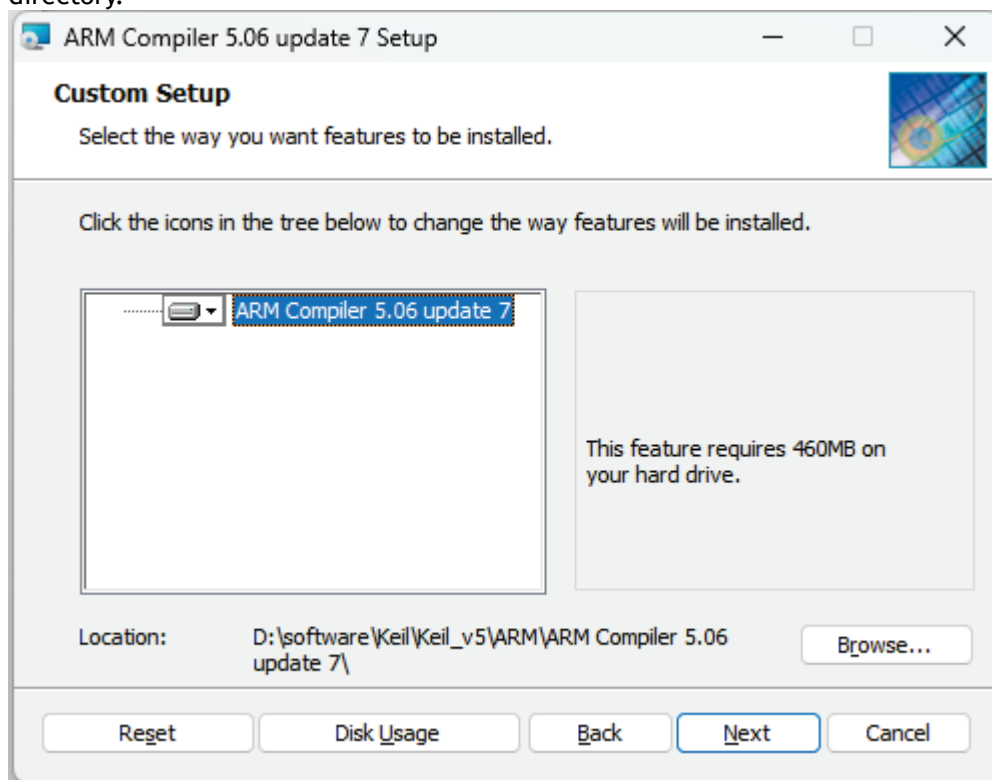 directory.
ARM Compiler 5.06 update 7 Setup
Custom Setup
Select the way you want features to be installed.
Click the icons in the tree below to change the way features will be installed.
ARM Compiler 5.06 update 7
This feature requires 460MB on
your hard drive.
Location: D:\software\Keil\Keil_v5\ARM\ARM Compiler 5.06
update 7\
Browse...
Reset Disk Usage Back Next Cancel